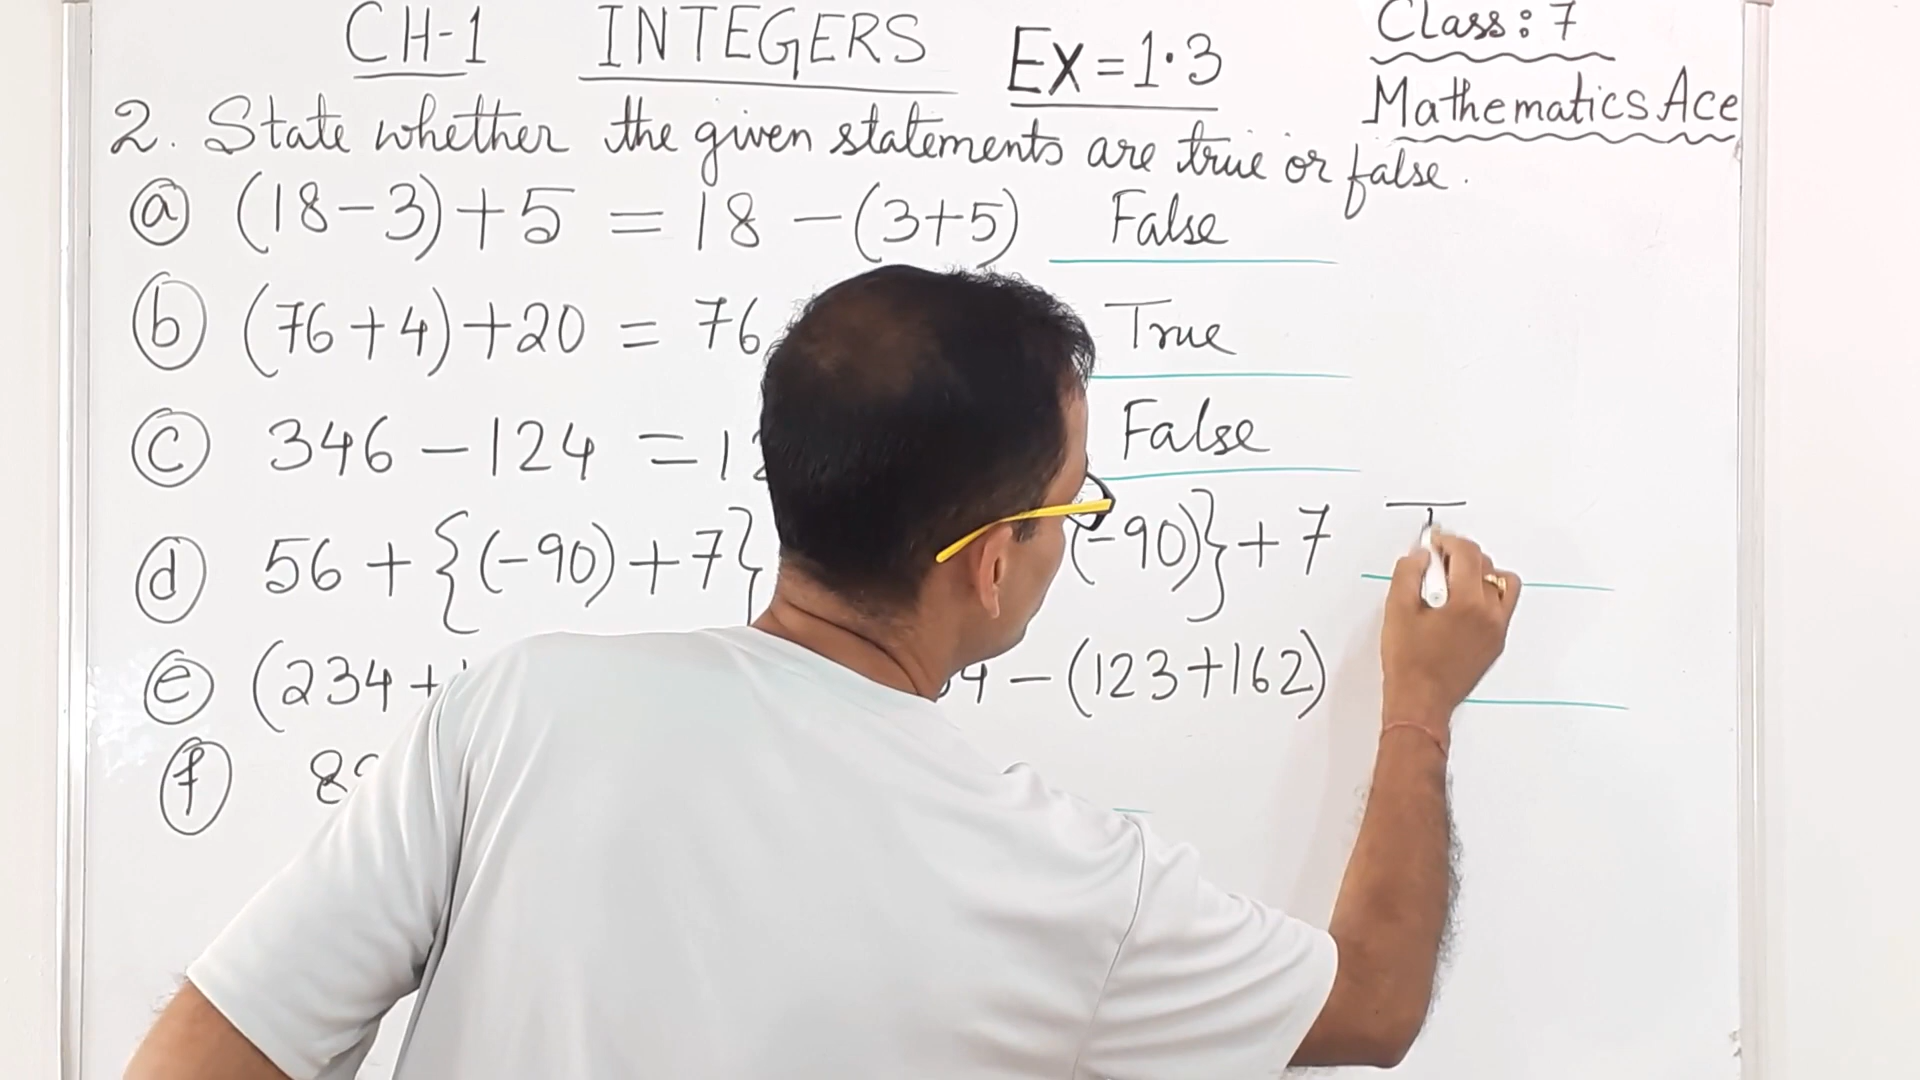 CH-1 INTEGERS Ex = 1.3
Class: 7
Mathematics Ace
2. State whether the given statements are true or false.
(a) (18-3)+5 = 18 -(3+5) False
(b) (76+4)+20 = 76 True
(c) 346 - 124 = 12 False
(d) 56 + {(-90)+7} (-90)}+7 T
(e) (234+ 4-(123+162)
(f) 89